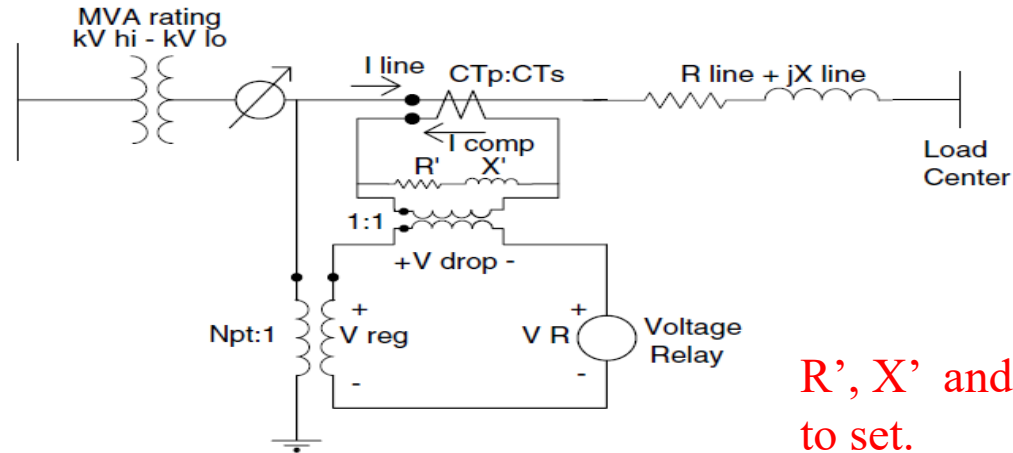 MVA rating
kV hi - kV lo
I line
CTp:CTs
R line + jX line
I comp
R' X'
Load
Center
1:1
+V drop -
Npt:1
+
V reg
-
+
V R
-
Voltage
Relay
R’, X’ and
to set.